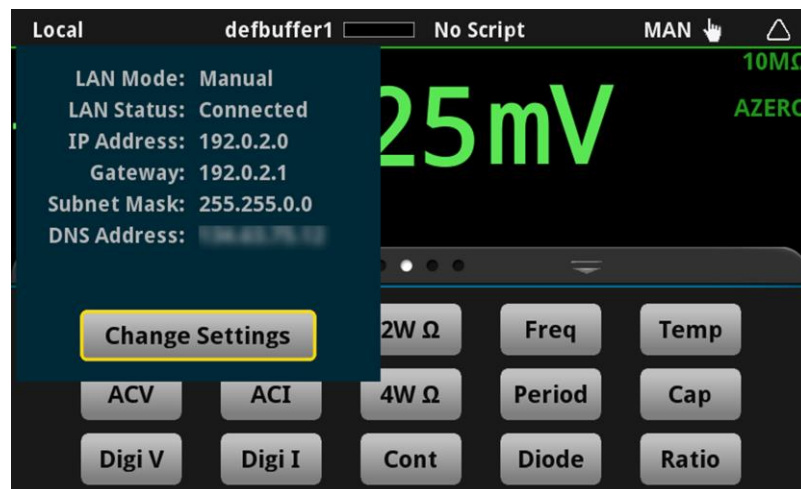 Local defbuffer1 No Script MAN
LAN Mode: Manual
LAN Status: Connected
IP Address: 192.0.2.0
Gateway: 192.0.2.1
Subnet Mask: 255.255.0.0
DNS Address:
Change Settings
25mV
10MΩ
AZERO
2W Ω Freq Temp
ACV ACI 4W Ω Period Cap
Digi V Digi I Cont Diode Ratio